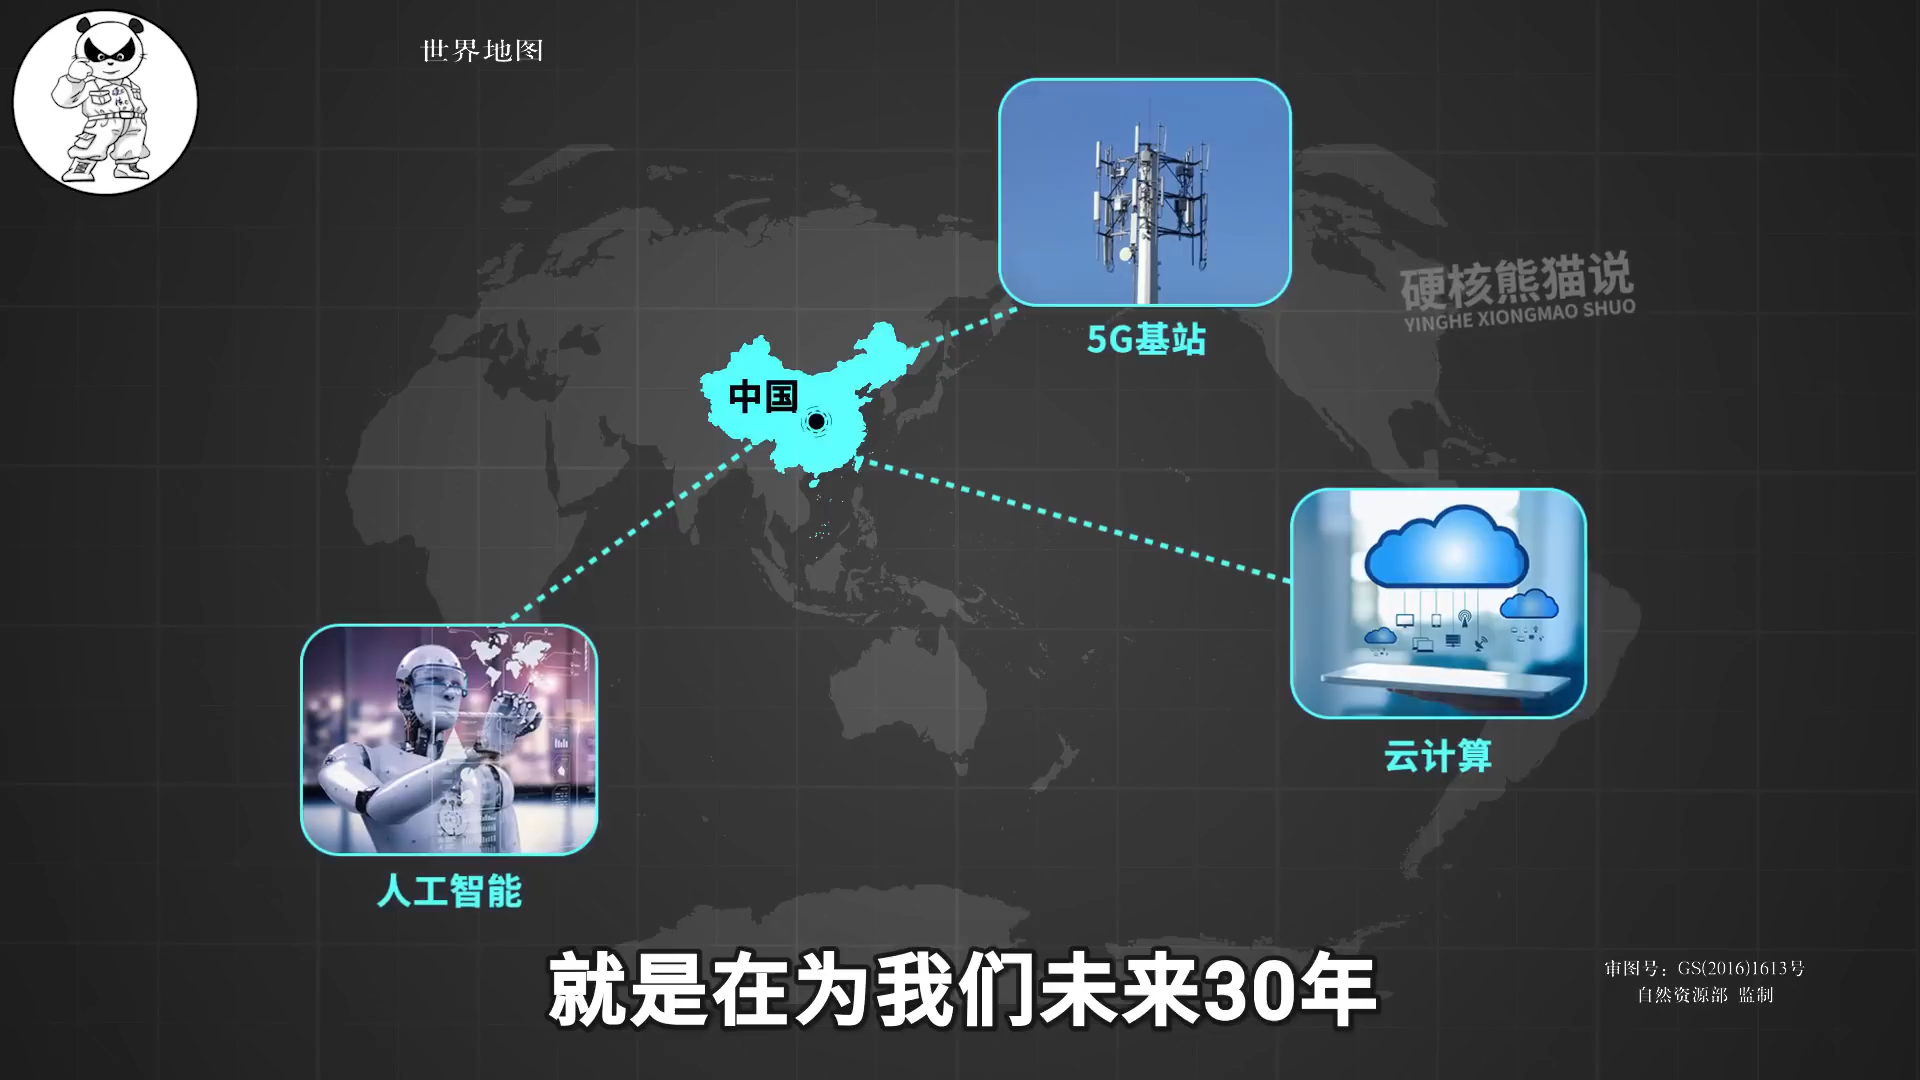 世界地图
硬核熊猫说
YINGHE XIONGMAO SHUO
5G基站
中国
云计算
人工智能
就是在为我们未来30年
审图号：GS(2016)1613号
自然资源部 监制